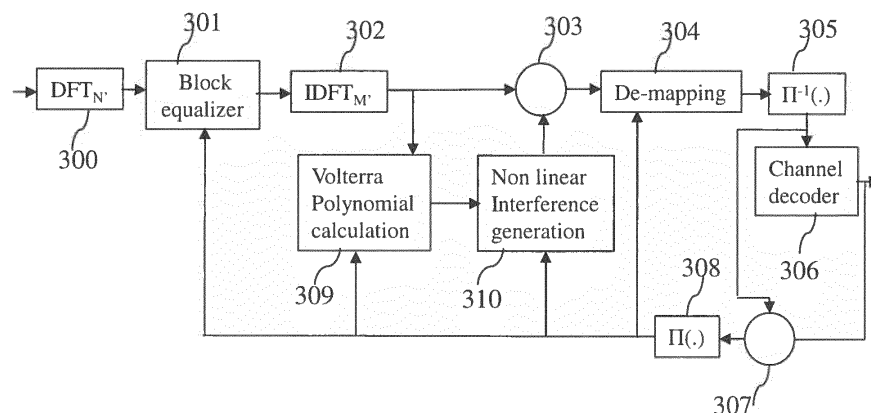 301
302
303
304
305
DFT_N'
Block
equalizer
IDFT_M'
De-mapping
Π⁻¹(.)
300
Volterra
Polynomial
calculation
Non linear
Interference
generation
Channel
decoder
309
310
306
308
Π(.)
307